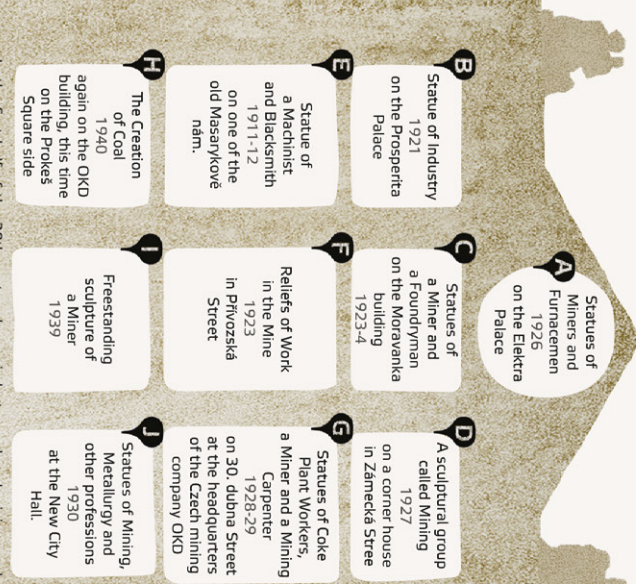 A
Statues of
Miners and
Furnacemen
1926
on the Elektra
Palace
B
Statue of Industry
1921
on the Prosperita
Palace
C
Statues of
a Miner and
a Foundryman
on the Moravanka
building
1923-4
D
A sculptural group
called Mining
1927
on a corner house
in Zámecká Stree
E
Statue of
a Machinist
and Blacksmith
1911-12
on one of the
old Masarykově
nám.
F
Reliefs of Work
in the Mine
1923
in Přívozská
Street
G
Statues of Coke
Plant Workers,
a Miner and a Mining
Carpenter
1928-29
on 30. dubna Street
at the headquarters
of the Czech mining
company OKD
H
The Creation
of Coal
1940
again on the OKD
building, this time
on the Prokeš
Square side
I
Freestanding
sculpture of
a Miner
1939
J
Statues of Mining,
Metallurgy and
other professions
1930
at the New City
Hall.